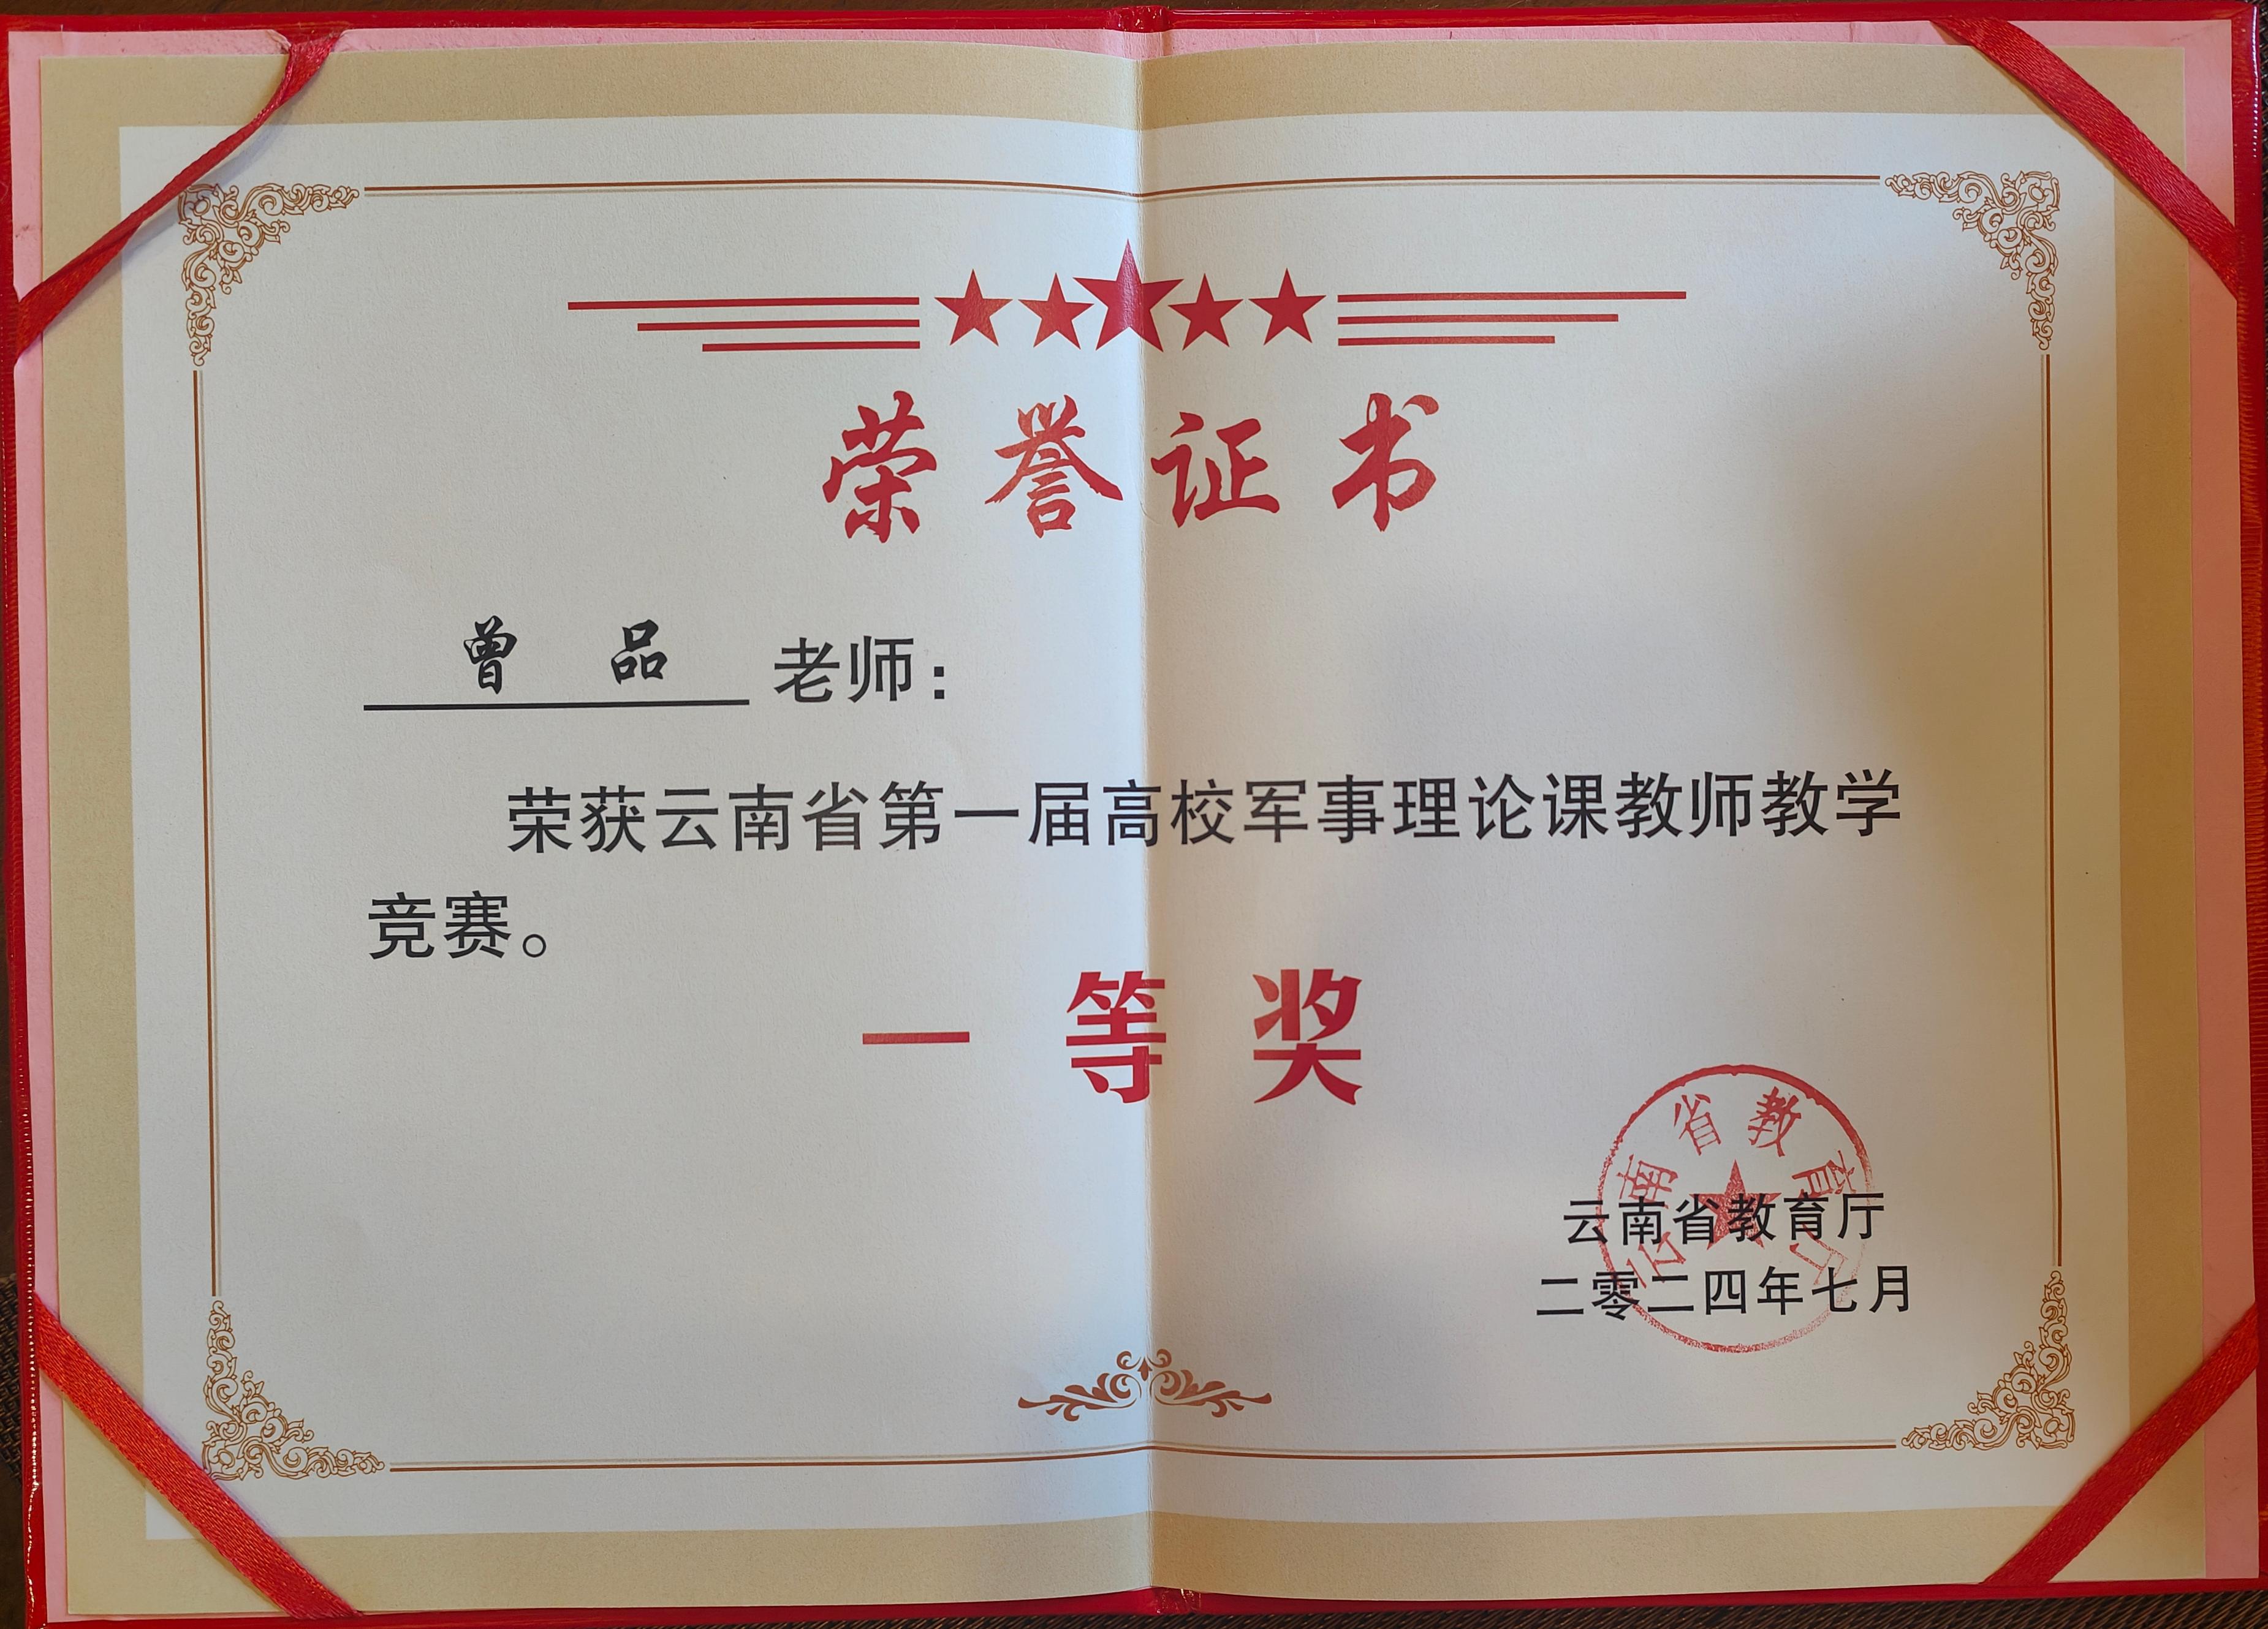 荣誉证书
曾品 老师：
荣获云南省第一届高校军事理论课教师教学
竞赛。
一等奖
云南省教育厅
云南省教育厅
二零二四年七月